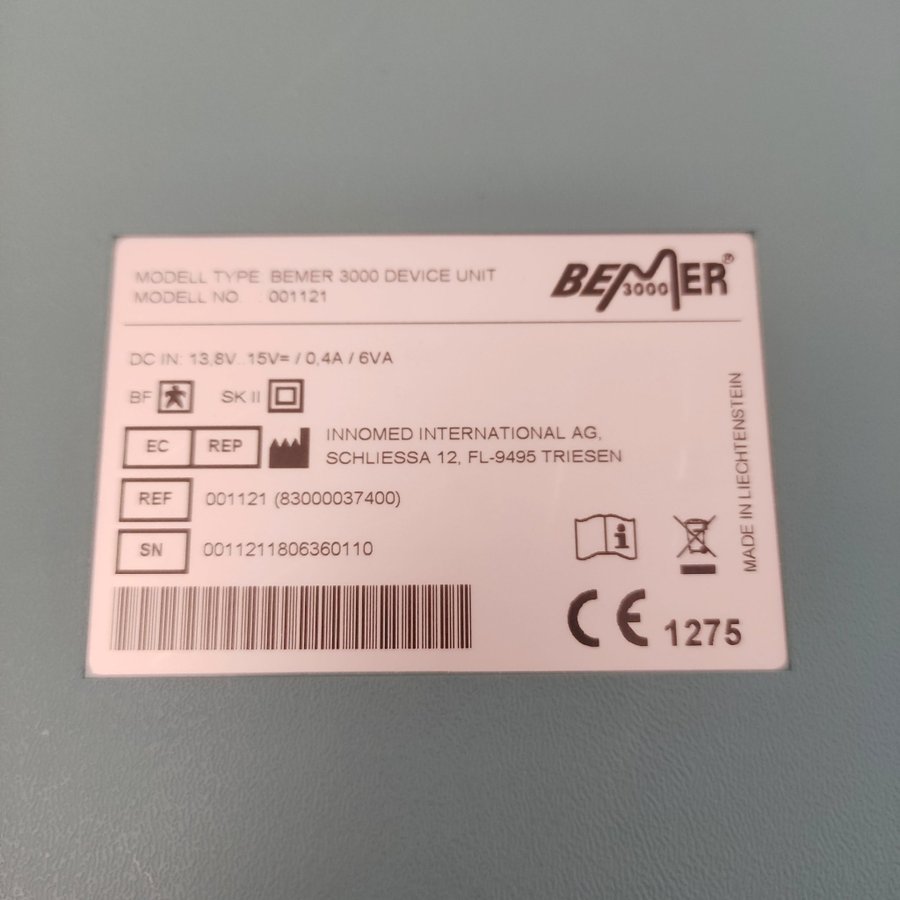 MODELL TYPE: BEMER 3000 DEVICE UNIT
MODELL NO. : 001121
BEMER®
3000
DC IN: 13,8V..15V= / 0,4A / 6VA
BF SK II
EC REP INNOMED INTERNATIONAL AG,
SCHLIESSA 12, FL-9495 TRIESEN
REF 001121 (83000037400)
SN 0011211806360110
MADE IN LIECHTENSTEIN
i
CE 1275